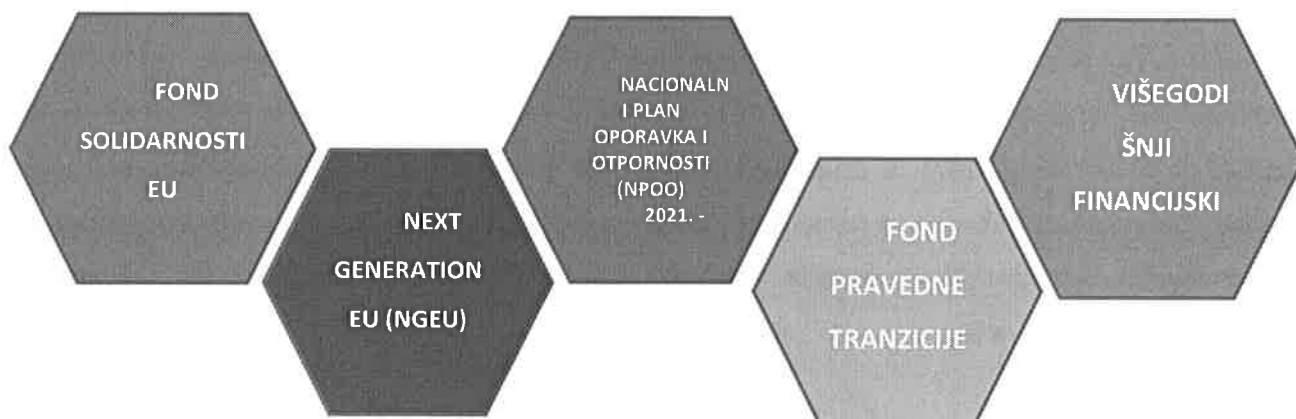 FOND
SOLIDARNOSTI
EU
NEXT
GENERATION
EU (NGEU)
NACIONALN
I PLAN
OPORAVKA I
OTPORNOSTI
(NPOO)
2021. -
FOND
PRAVEDNE
TRANZICIJE
VIŠEGODI
ŠNJI
FINANCIJSKI